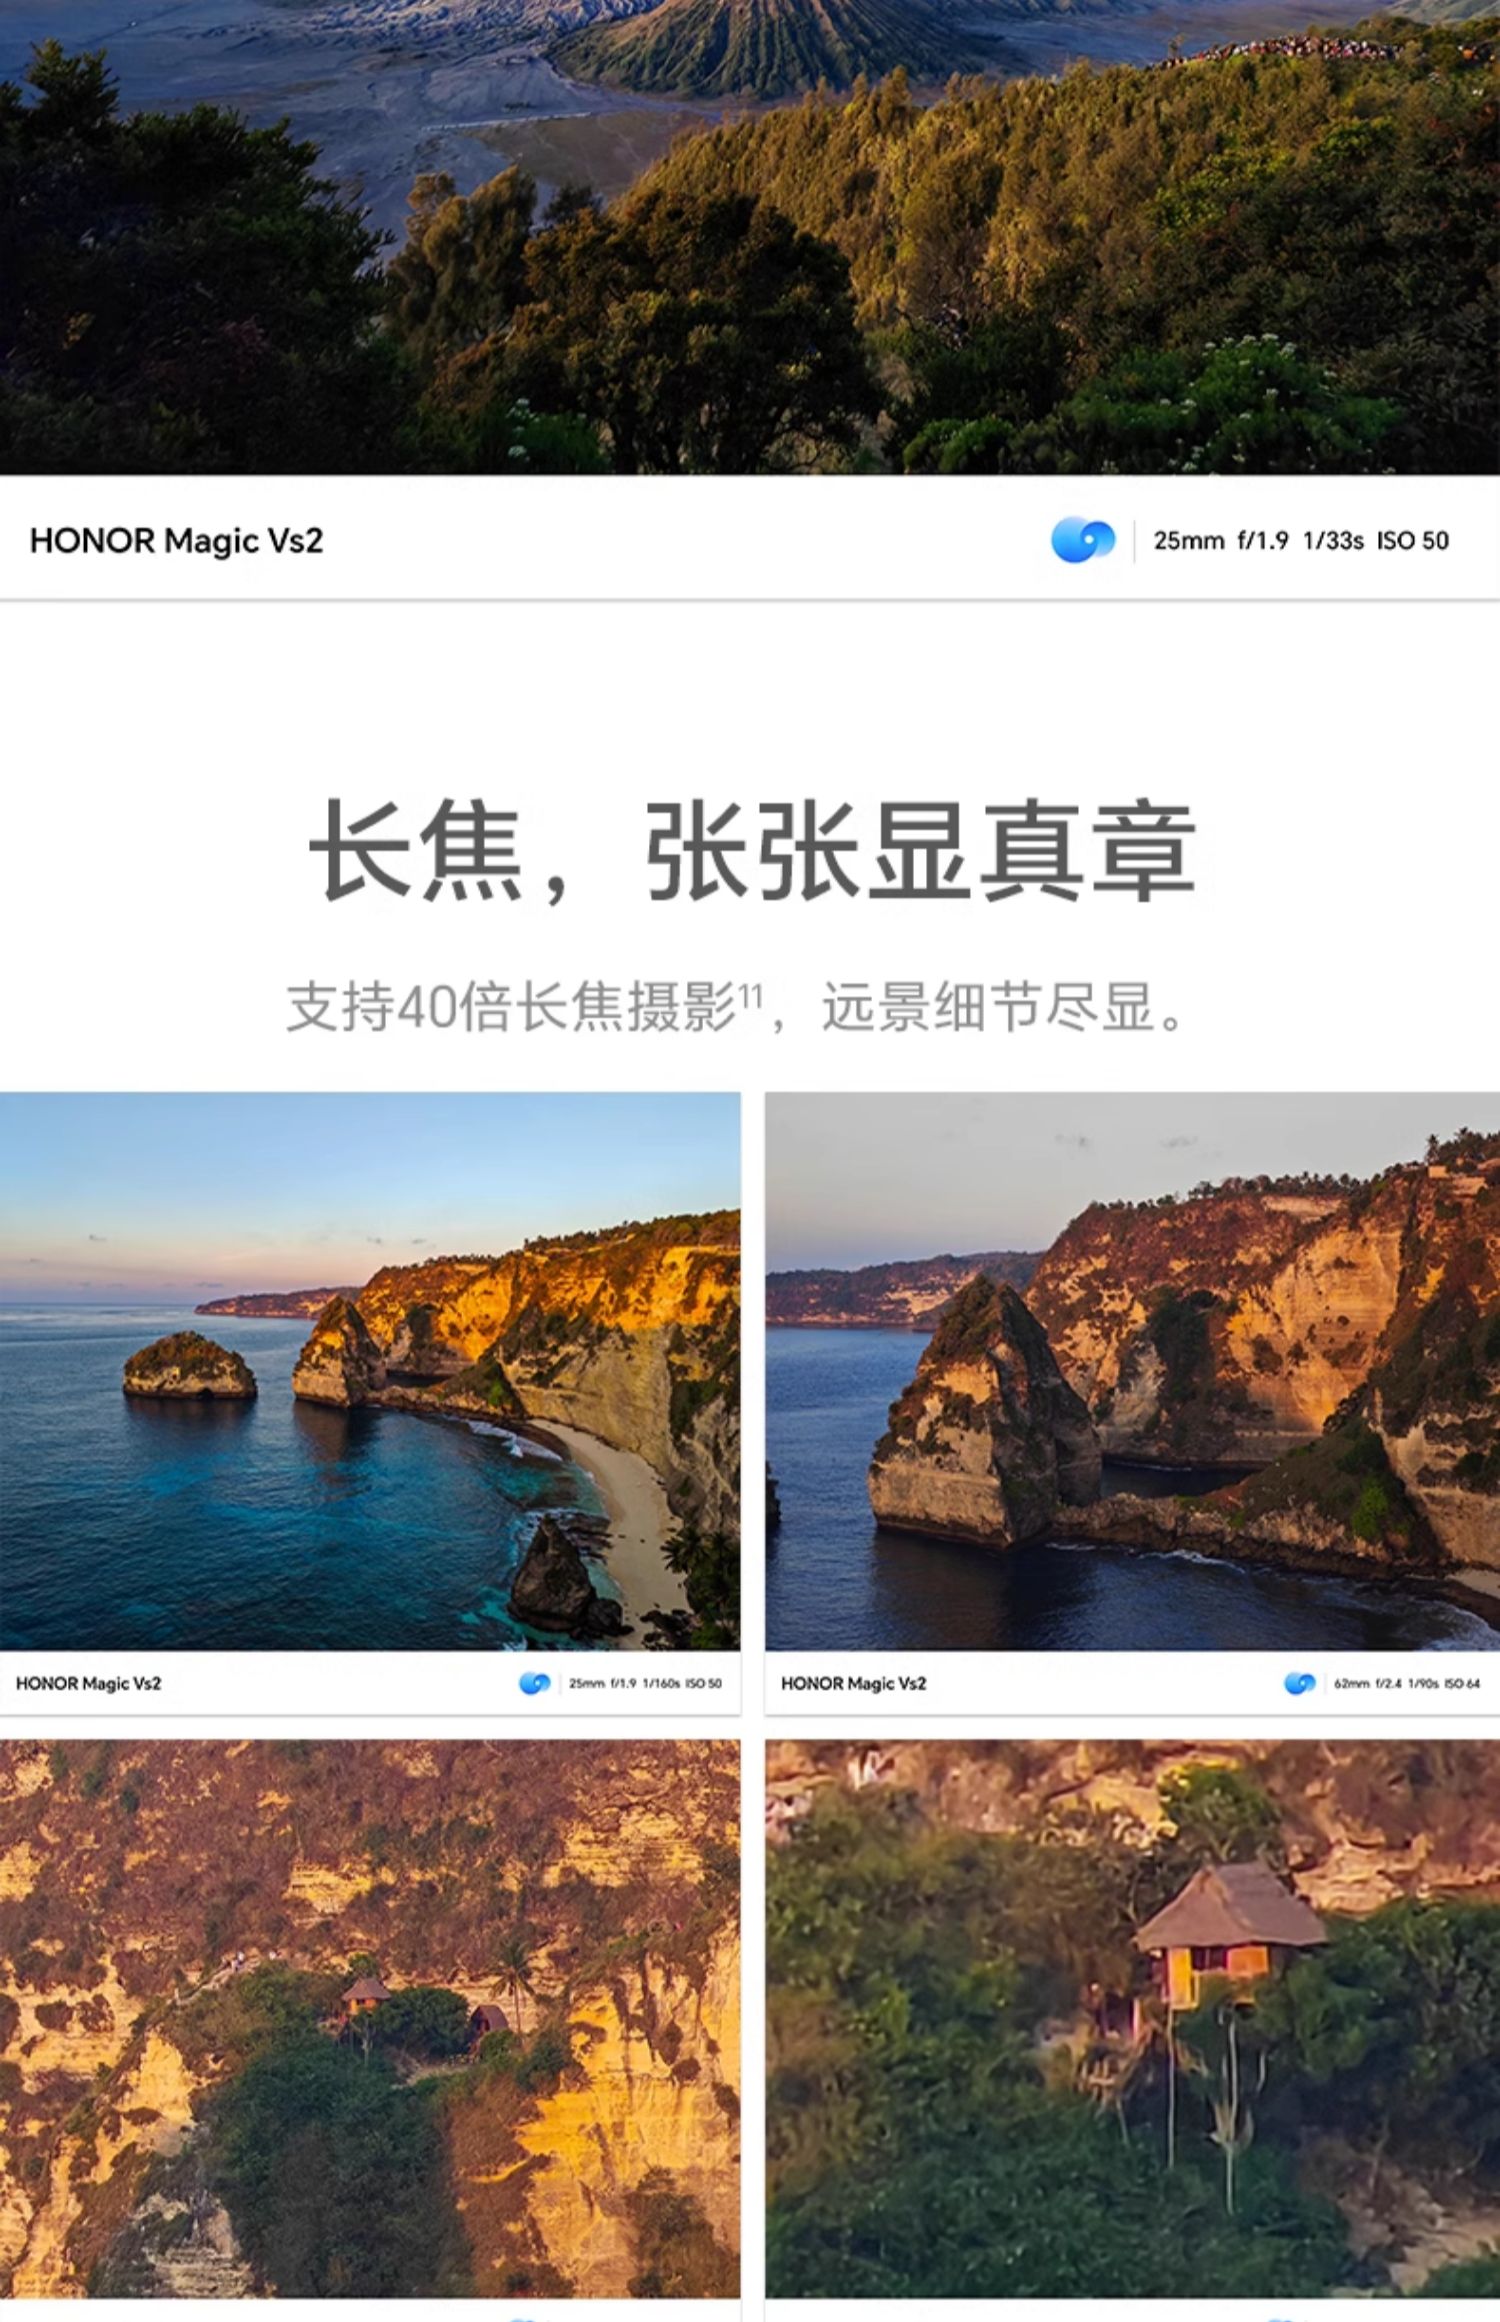 HONOR Magic Vs2
25mm f/1.9 1/33s ISO 50
长焦，张张显真章
支持40倍长焦摄影11，远景细节尽显。
HONOR Magic Vs2
25mm f/1.9 1/160s ISO 50
HONOR Magic Vs2
62mm f/2.4 1/90s ISO 64